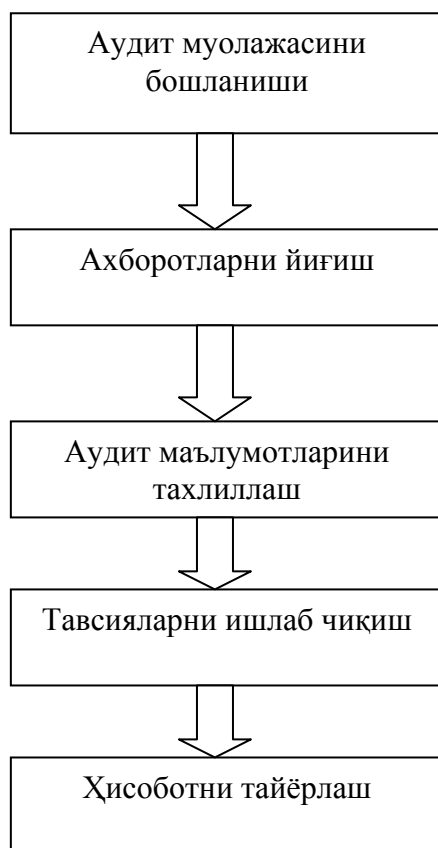 Аудит муолажасини
бошланиши
Ахборотларни йиғиш
Аудит маълумотларини
тахлиллаш
Тавсияларни ишлаб чиқиш
Ҳисоботни тайёрлаш